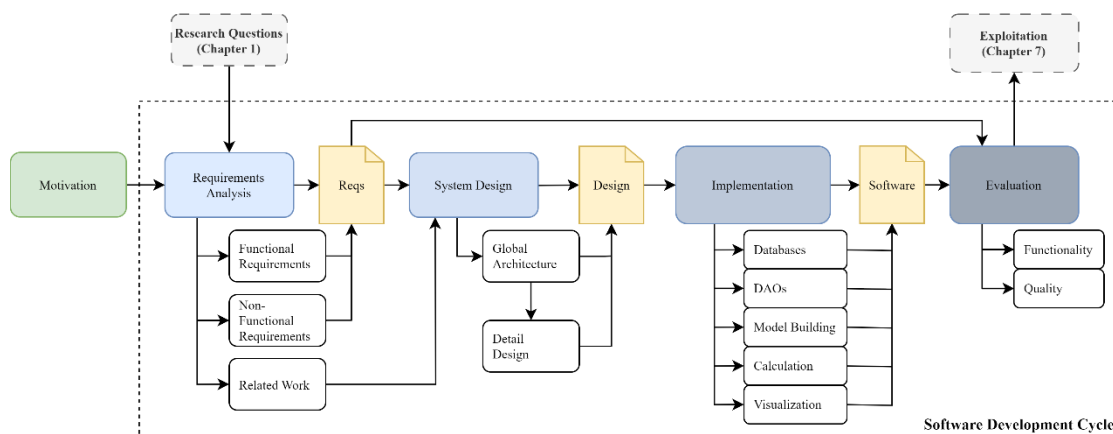 Research Questions
(Chapter 1)
Exploitation
(Chapter 7)
Motivation
Requirements
Analysis
Reqs
System Design
Design
Implementation
Software
Evaluation
Functional
Requirements
Non-
Functional
Requirements
Related Work
Global
Architecture
Detail
Design
Databases
DAOs
Model Building
Calculation
Visualization
Functionality
Quality
Software Development Cycle